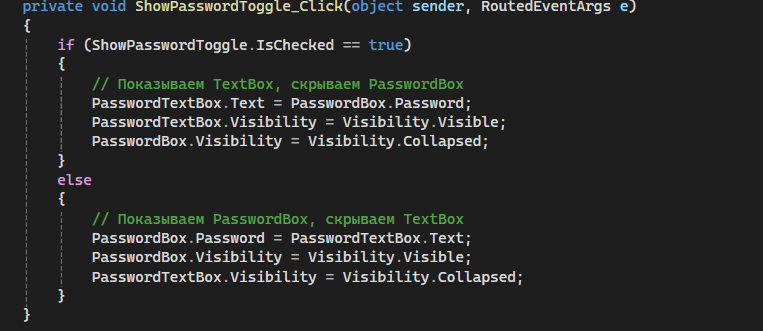 private void ShowPasswordToggle_Click(object sender, RoutedEventArgs e)
{
if (ShowPasswordToggle.IsChecked == true)
{
// Показываем TextBox, скрываем PasswordBox
PasswordTextBox.Text = PasswordBox.Password;
PasswordTextBox.Visibility = Visibility.Visible;
PasswordBox.Visibility = Visibility.Collapsed;
}
else
{
// Показываем PasswordBox, скрываем TextBox
PasswordBox.Password = PasswordTextBox.Text;
PasswordBox.Visibility = Visibility.Visible;
PasswordTextBox.Visibility = Visibility.Collapsed;
}
}